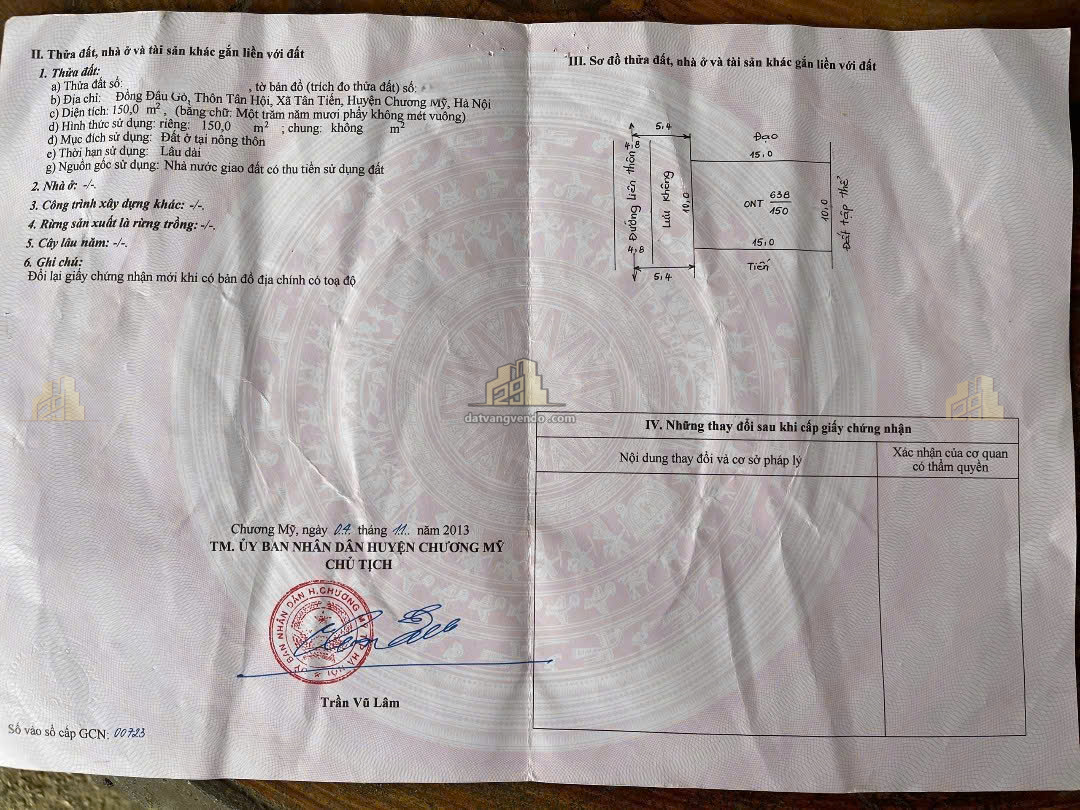 II. Thửa đất, nhà ở và tài sản khác gắn liền với đất
1. Thửa đất:
a) Thửa đất số: , tờ bản đồ (trích đo thửa đất) số:
b) Địa chỉ: Đồng Đầu Gò, Thôn Tân Hội, Xã Tân Tiến, Huyện Chương Mỹ, Hà Nội
c) Diện tích: 150,0 m², (bằng chữ: Một trăm năm mươi phẩy không mét vuông)
d) Hình thức sử dụng: riêng: 150,0 m² ; chung: không m²
đ) Mục đích sử dụng: Đất ở tại nông thôn
e) Thời hạn sử dụng: Lâu dài
g) Nguồn gốc sử dụng: Nhà nước giao đất có thu tiền sử dụng đất
2. Nhà ở: -/-.
3. Công trình xây dựng khác: -/-.
4. Rừng sản xuất là rừng trồng: -/-.
5. Cây lâu năm: -/-.
6. Ghi chú:
Đổi lại giấy chứng nhận mới khi có bản đồ địa chính có toạ độ
Chương Mỹ, ngày 04 tháng 11 năm 2013
TM. ỦY BAN NHÂN DÂN HUYỆN CHƯƠNG MỸ
CHỦ TỊCH
ỦY BAN NHÂN DÂN H.CHƯƠNG MỸ TP HÀ NỘI
Trần Vũ Lâm
Số vào sổ cấp GCN: 00723
III. Sơ đồ thửa đất, nhà ở và tài sản khác gắn liền với đất
5,4
Đạo
4,8
15,0
Đường liên thôn
Lưu không
10,0
ONT 638
150
10,0
Đất tập thể
4,8
15,0
5,4
Tiến
datvangvendo.com
IV. Những thay đổi sau khi cấp giấy chứng nhận
Nội dung thay đổi và cơ sở pháp lý
Xác nhận của cơ quan
có thẩm quyền